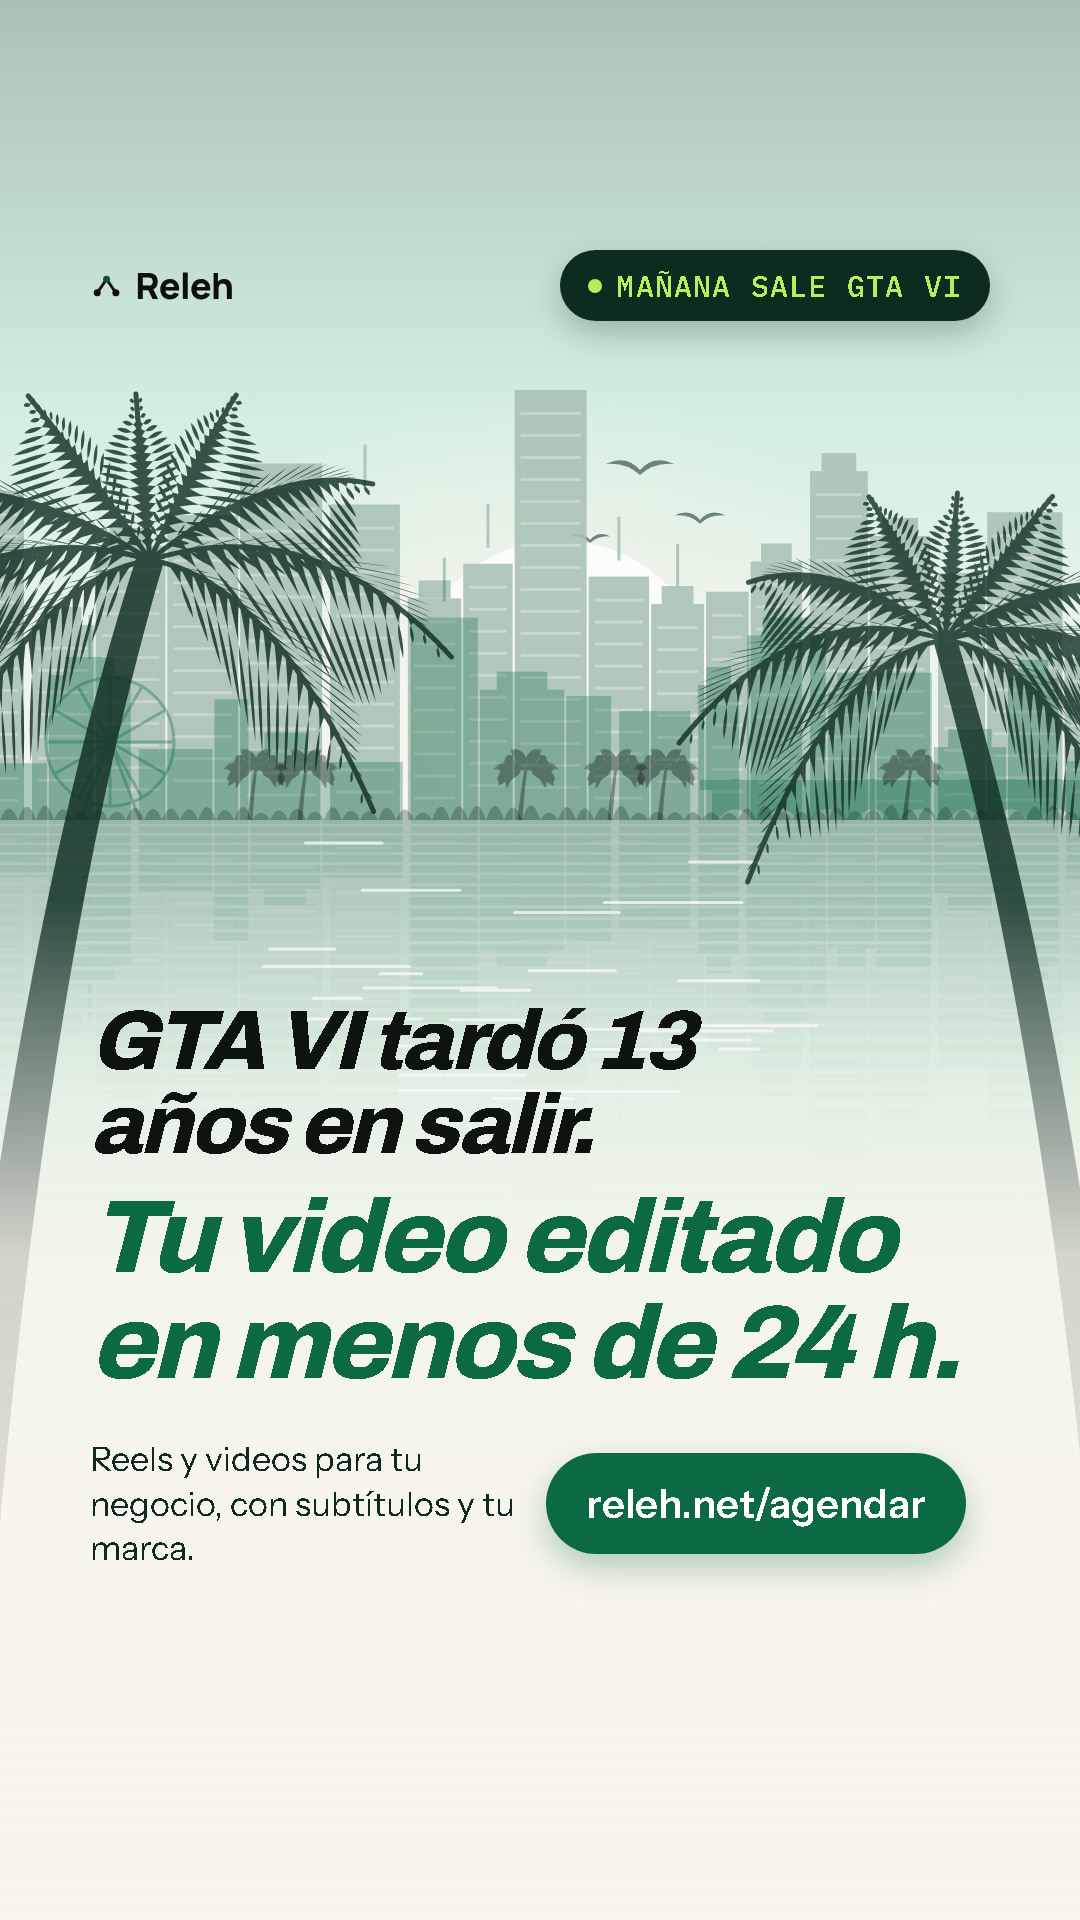 Releh
MAÑANA SALE GTA VI
GTA VI tardó 13
años en salir.
Tu video editado
en menos de 24 h.
Reels y videos para tu
negocio, con subtítulos y tu
marca.
releh.net/agendar